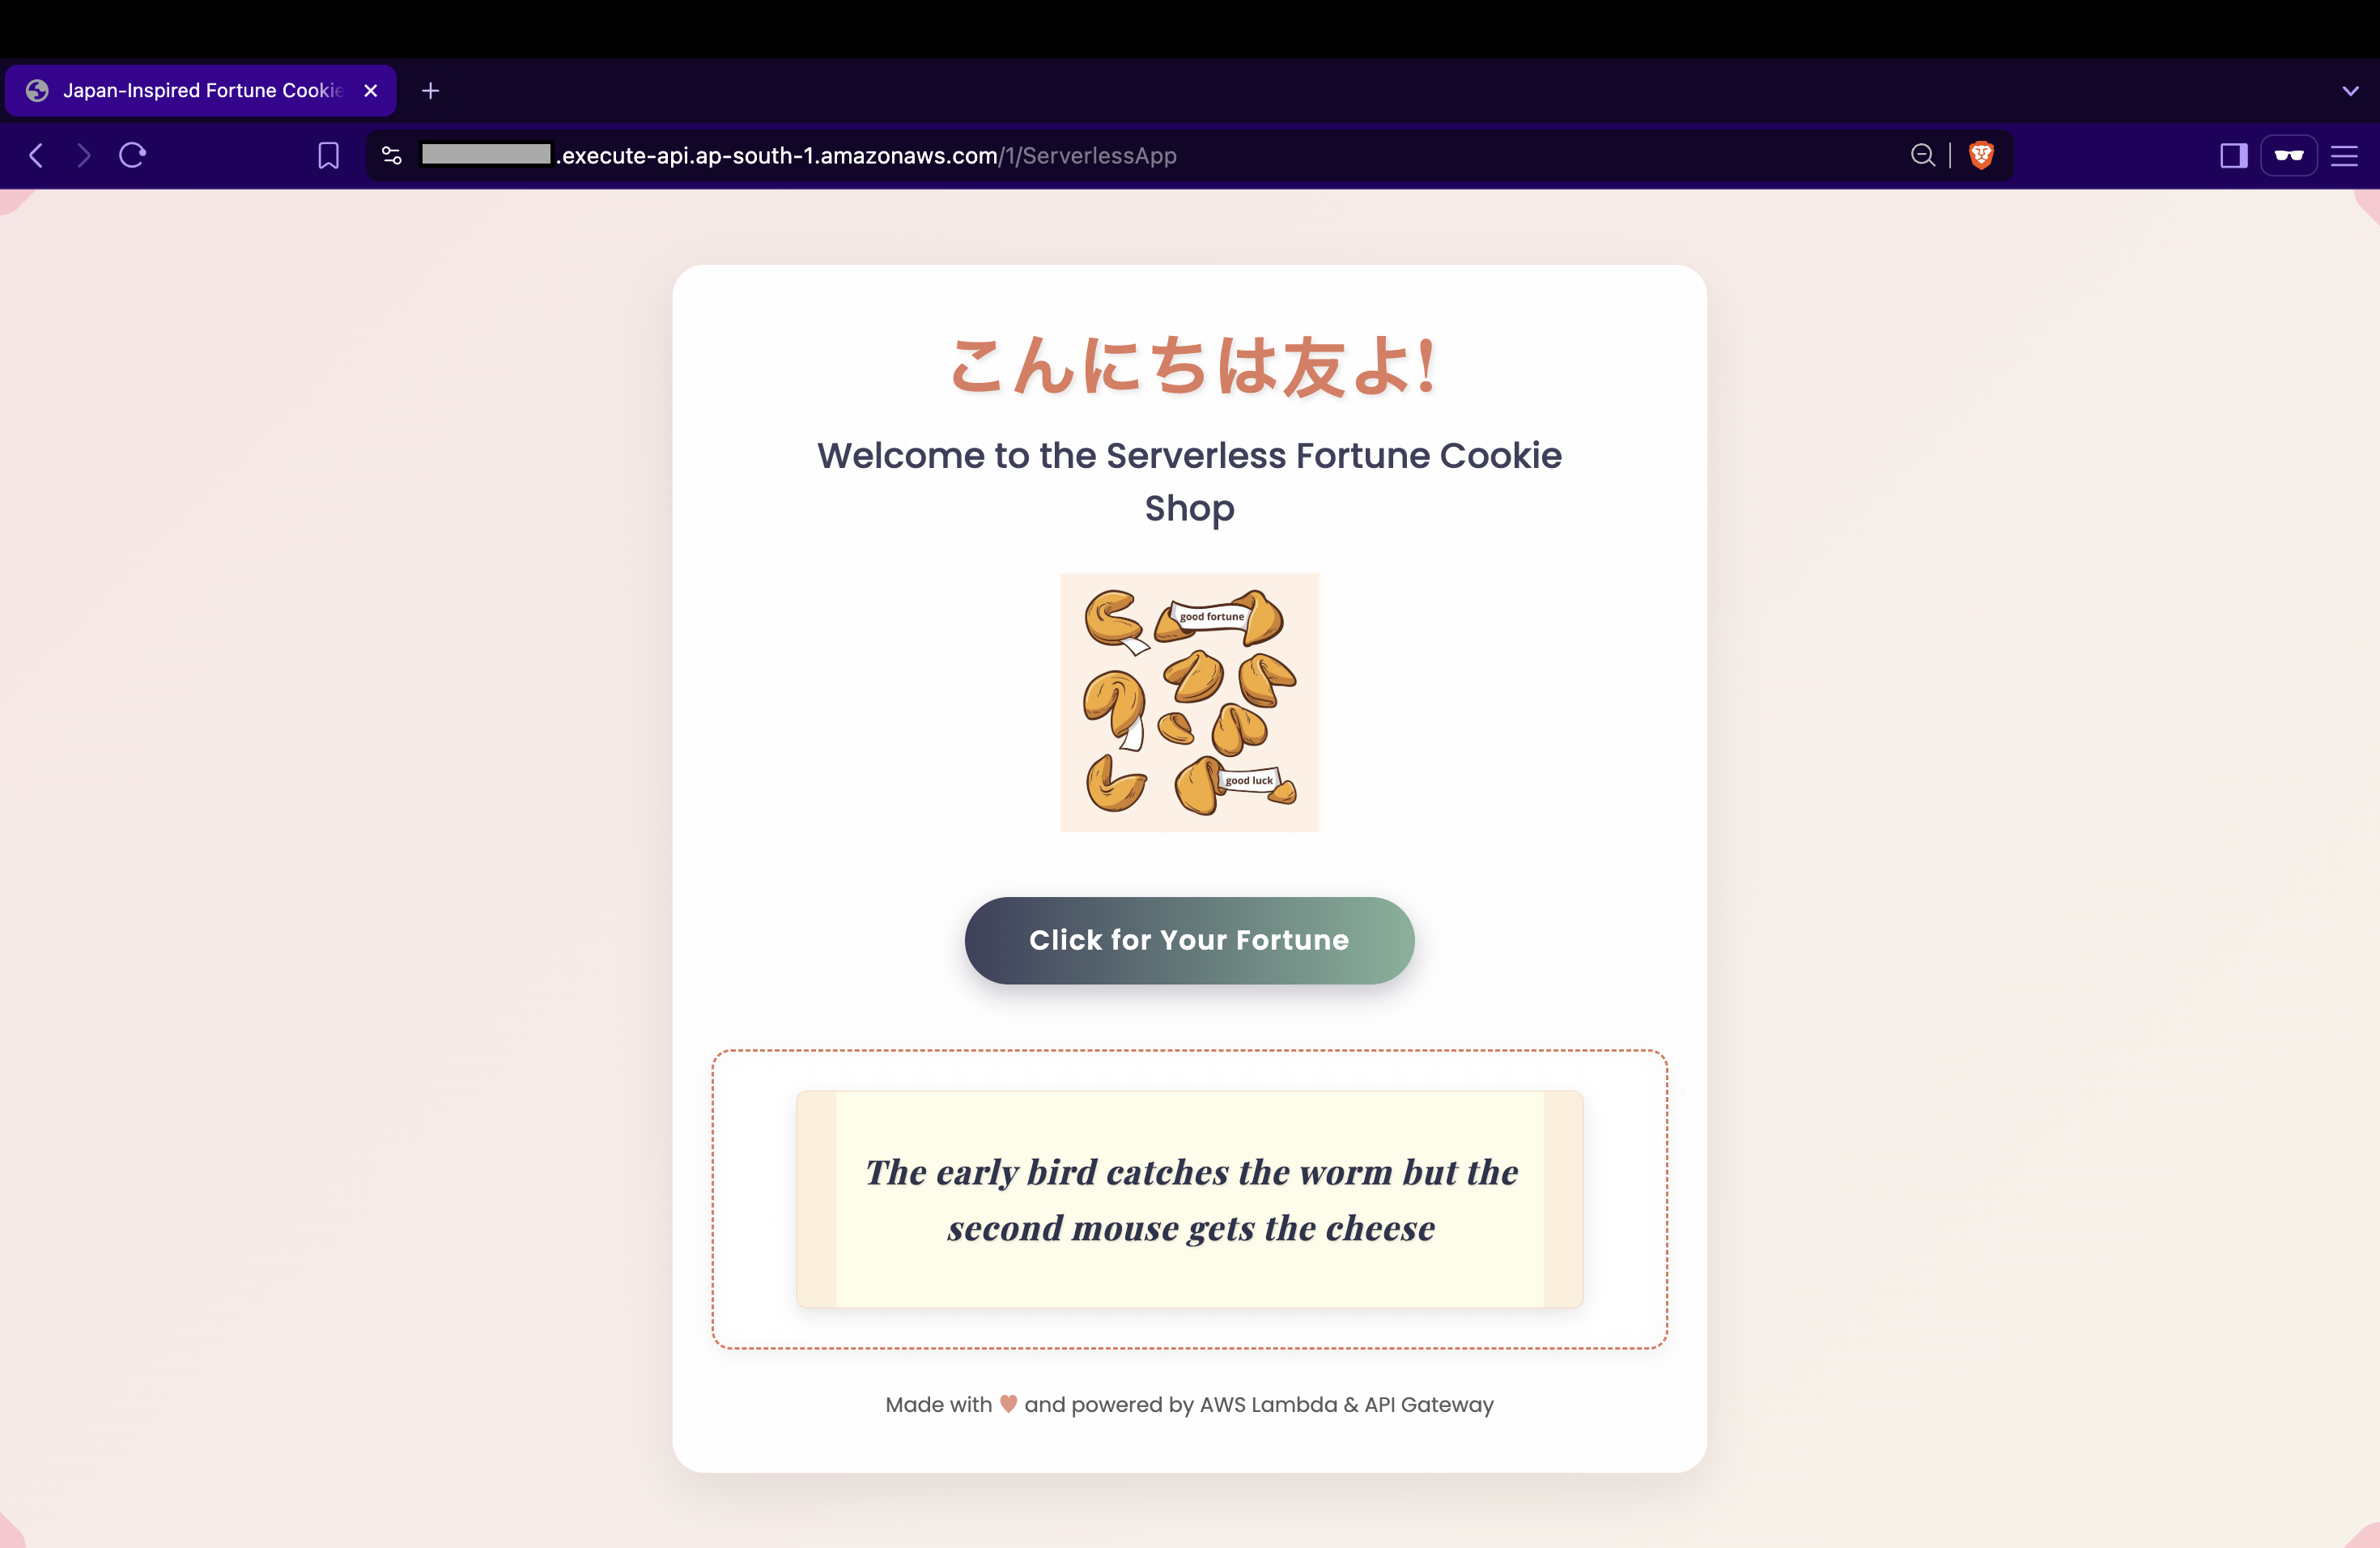 Japan-Inspired Fortune Cookie
.execute-api.ap-south-1.amazonaws.com/1/ServerlessApp
こんにちは友よ!
Welcome to the Serverless Fortune Cookie
Shop
good fortune
good luck
Click for Your Fortune
The early bird catches the worm but the
second mouse gets the cheese
Made with ♥ and powered by AWS Lambda & API Gateway